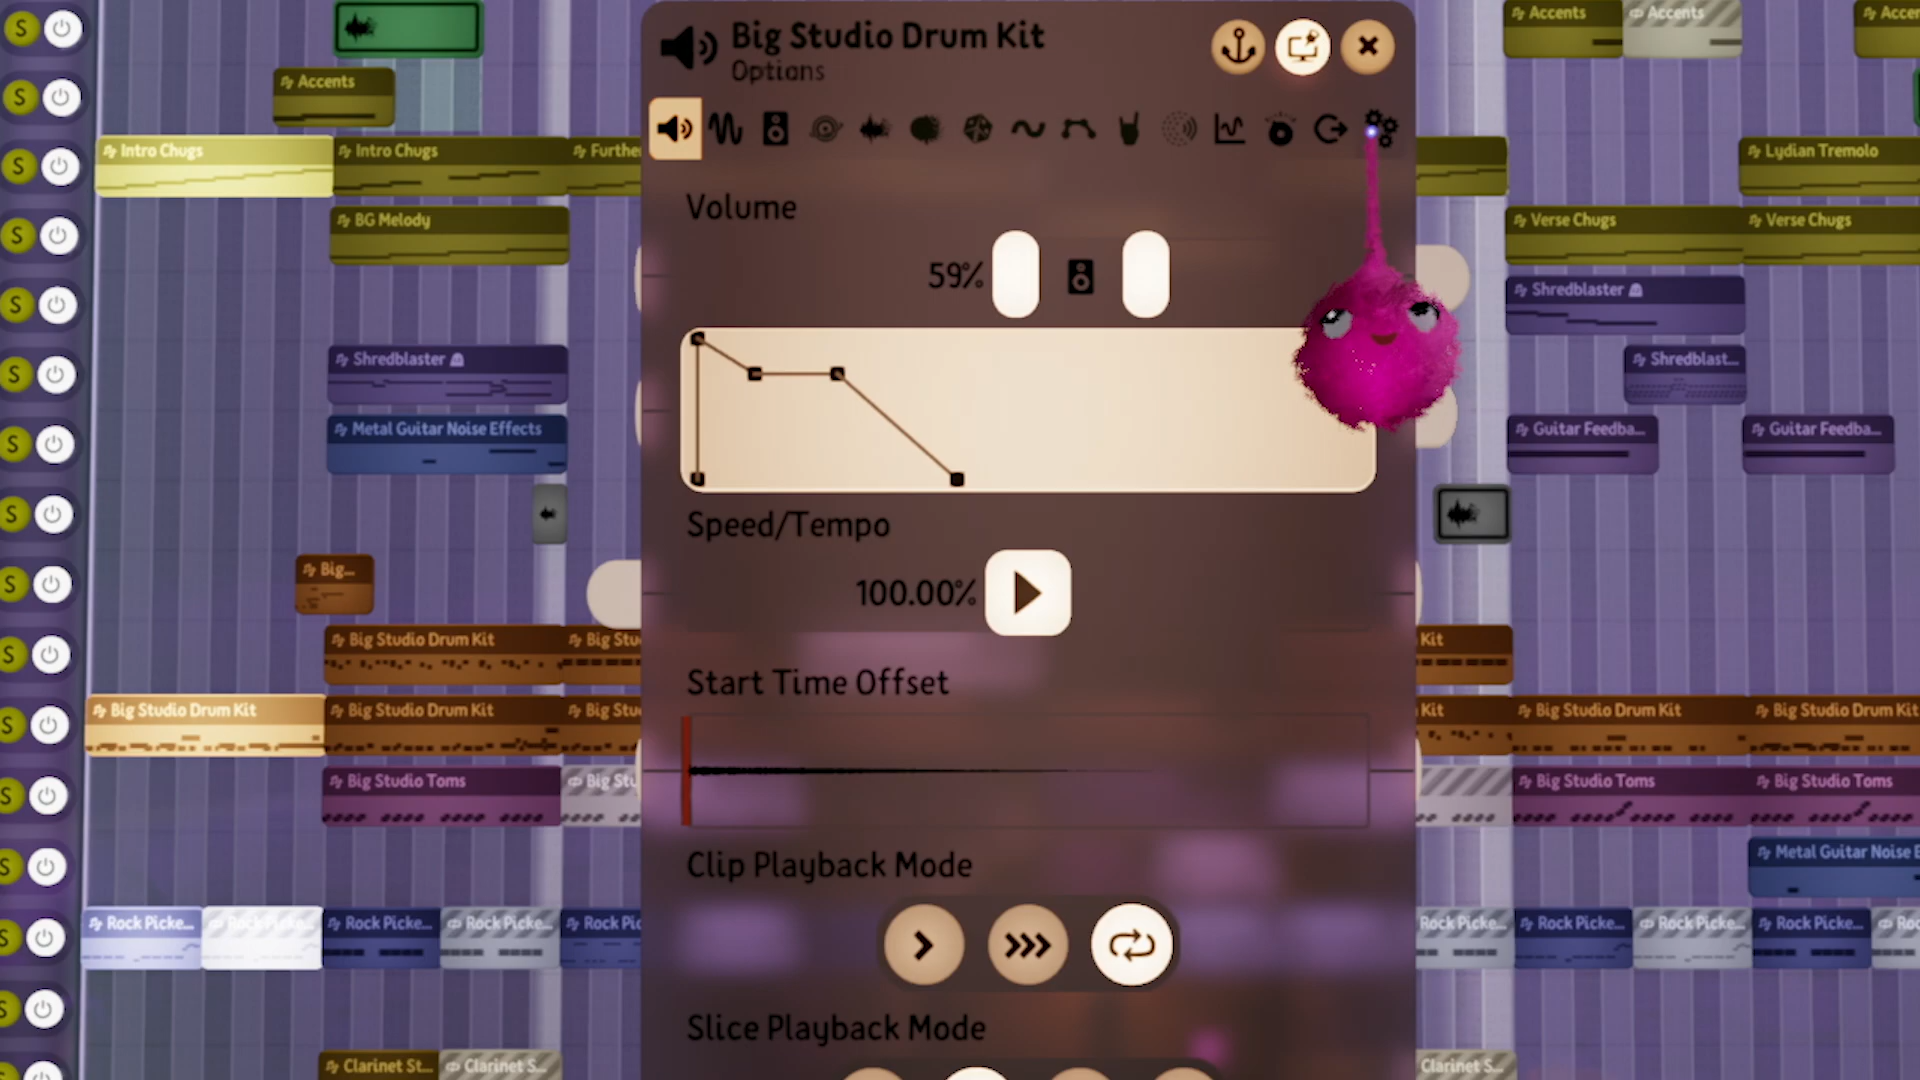 Big Studio Drum Kit
Options
Volume
59%
Speed/Tempo
100.00%
Start Time Offset
Clip Playback Mode
Slice Playback Mode
S
S
Accents
S
Intro Chugs
Intro Chugs
Furthe
S
BG Melody
S
S
Shredblaster
S
Metal Guitar Noise Effects
S
S
Big...
S
Big Studio Drum Kit
Big Stu
S
Big Studio Drum Kit
Big Studio Drum Kit
Big Stu
S
Big Studio Toms
Big Stu
S
S
Rock Picke...
Rock Picke...
Rock Picke...
Rock Picke...
Rock Pic
S
Clarinet St...
Clarinet S...
Accents
Accents
Accen
Lydian Tremolo
Verse Chugs
Verse Chugs
Shredblaster
Shredblast...
Guitar Feedba...
Guitar Feedba...
Kit
Kit
Big Studio Drum Kit
Big Studio Drum Kit
Big Studio Toms
Big Studio Toms
Metal Guitar Noise E
Rock Picke...
Rock Picke...
Rock Picke...
Rock Picke...
Roc
Clarinet S...